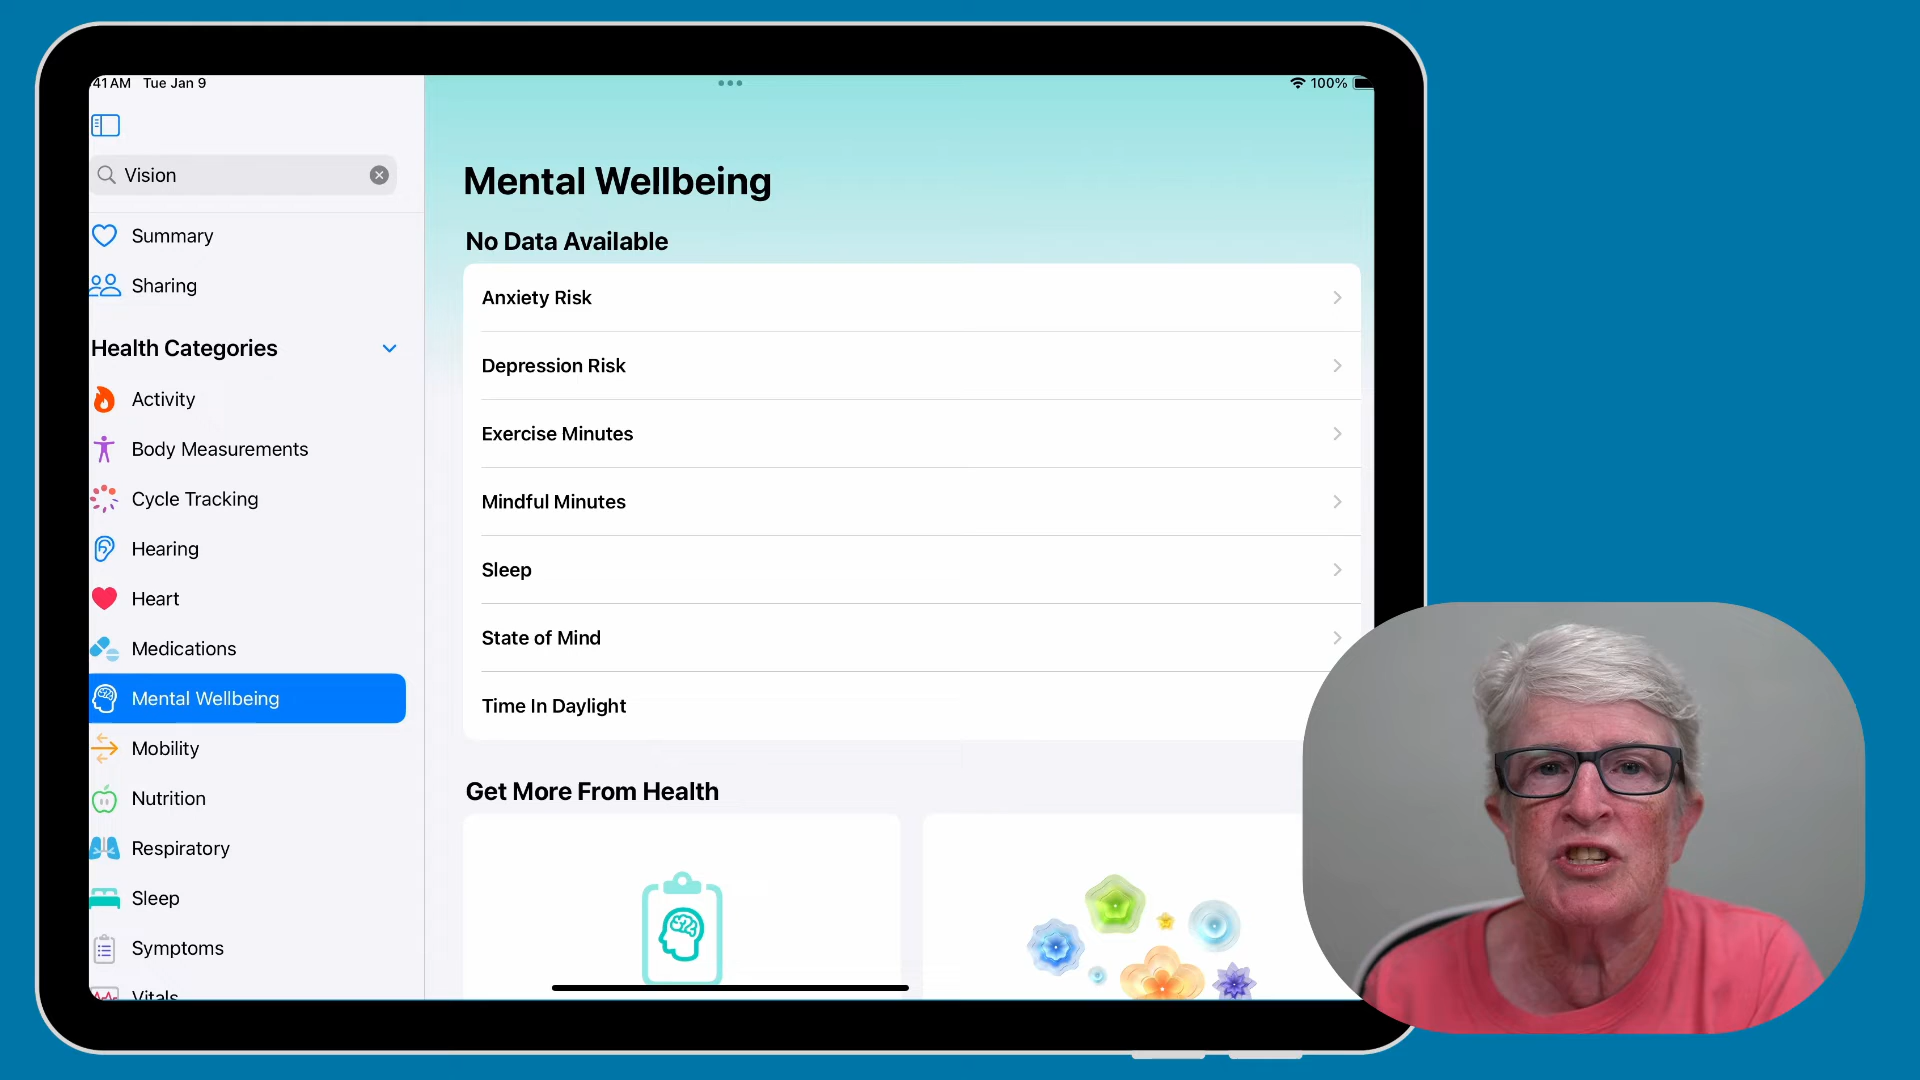 41 AM Tue Jan 9
100%
Vision
Summary
Sharing
Health Categories
Activity
Body Measurements
Cycle Tracking
Hearing
Heart
Medications
Mental Wellbeing
Mobility
Nutrition
Respiratory
Sleep
Symptoms
Vitals
Mental Wellbeing
No Data Available
Anxiety Risk
Depression Risk
Exercise Minutes
Mindful Minutes
Sleep
State of Mind
Time In Daylight
Get More From Health